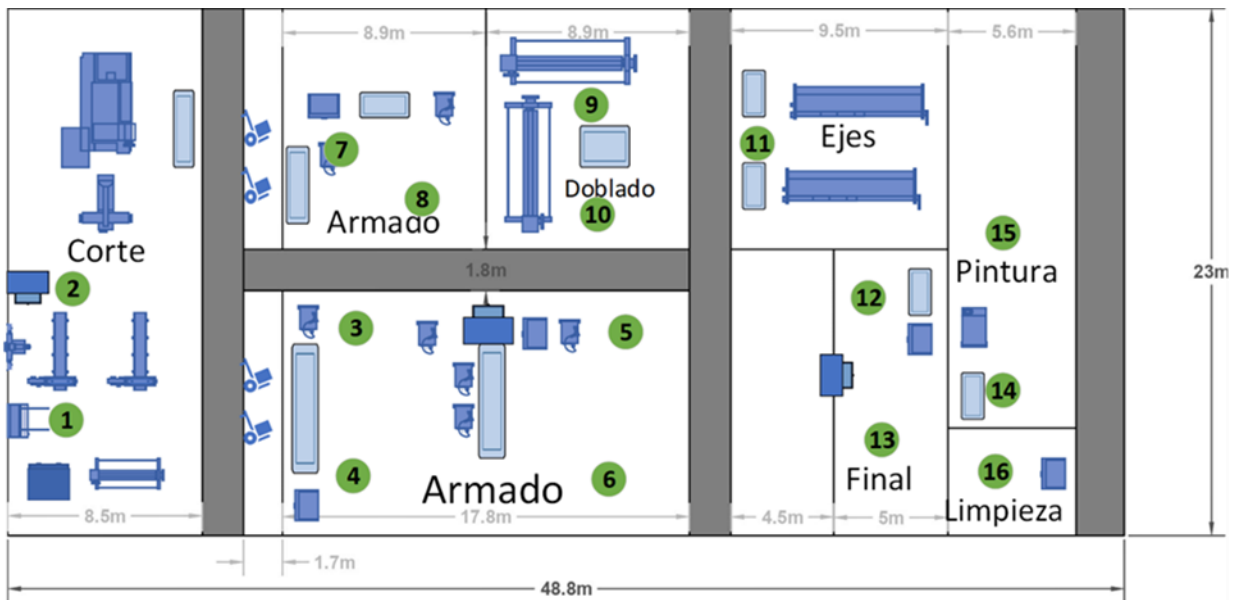 8.9m
8.9m
9.5m
5.6m
9
7
11
Ejes
Doblado
8
10
Armado
15
Corte
1.8m
Pintura
23m
2
12
3
5
14
1
13
4
6
16
Final
Armado
Limpieza
8.5m
17.8m
4.5m
5m
1.7m
48.8m